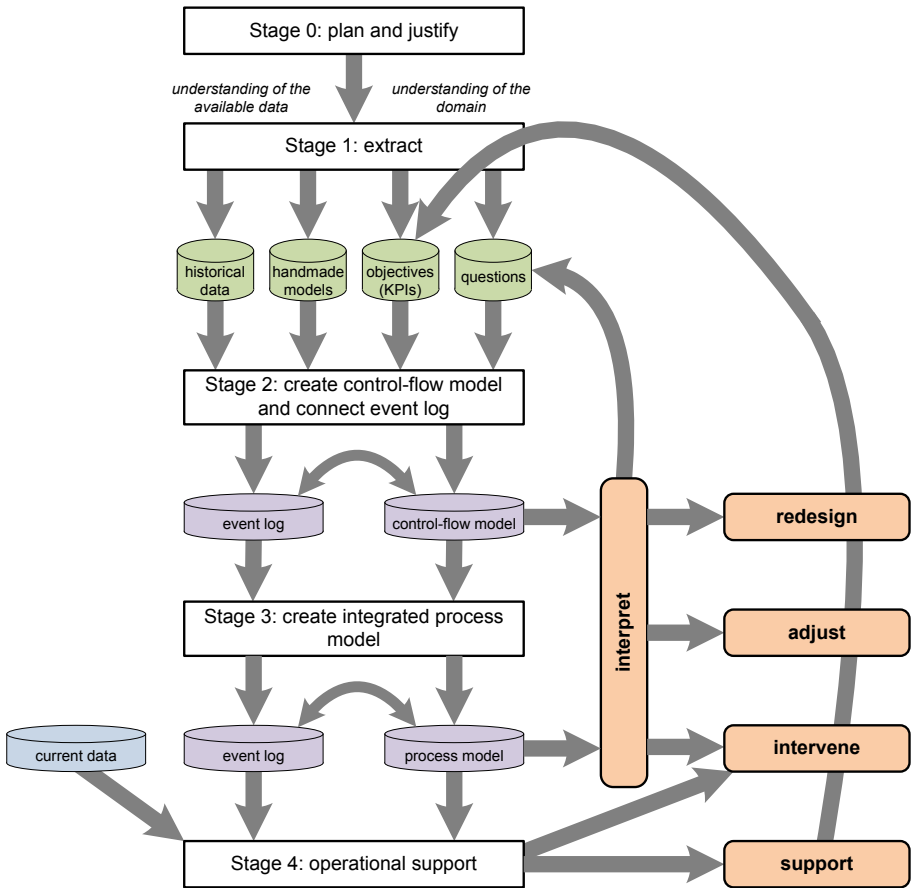 Stage 0: plan and justify
understanding of the
available data
understanding of the
domain
Stage 1: extract
historical
data
handmade
models
objectives
(KPIs)
questions
Stage 2: create control-flow model
and connect event log
event log
control-flow model
interpret
redesign
Stage 3: create integrated process
model
adjust
current data
event log
process model
intervene
Stage 4: operational support
support